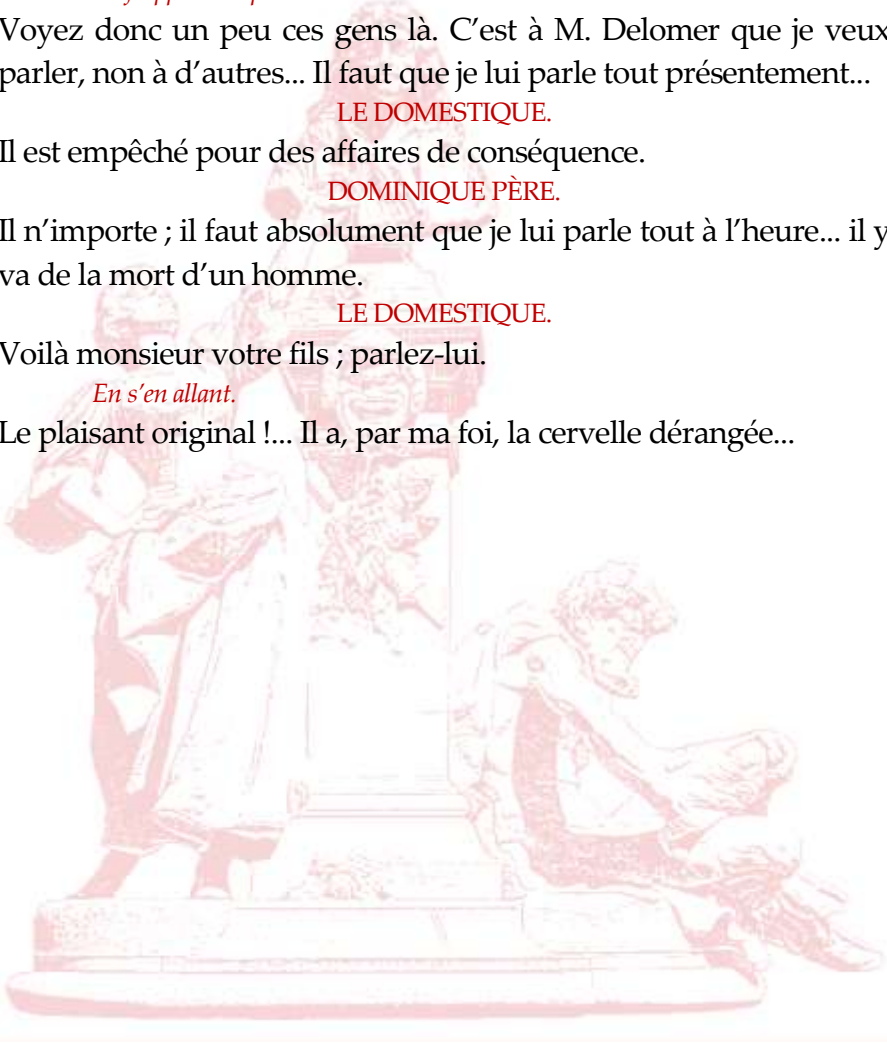 Voyez donc un peu ces gens là. C’est à M. Delomer que je veux
parler, non à d’autres... Il faut que je lui parle tout présentement...
LE DOMESTIQUE.
Il est empêché pour des affaires de conséquence.
DOMINIQUE PÈRE.
Il n’importe ; il faut absolument que je lui parle tout à l’heure... il y
va de la mort d’un homme.
LE DOMESTIQUE.
Voilà monsieur votre fils ; parlez-lui.
En s’en allant.
Le plaisant original !... Il a, par ma foi, la cervelle dérangée...